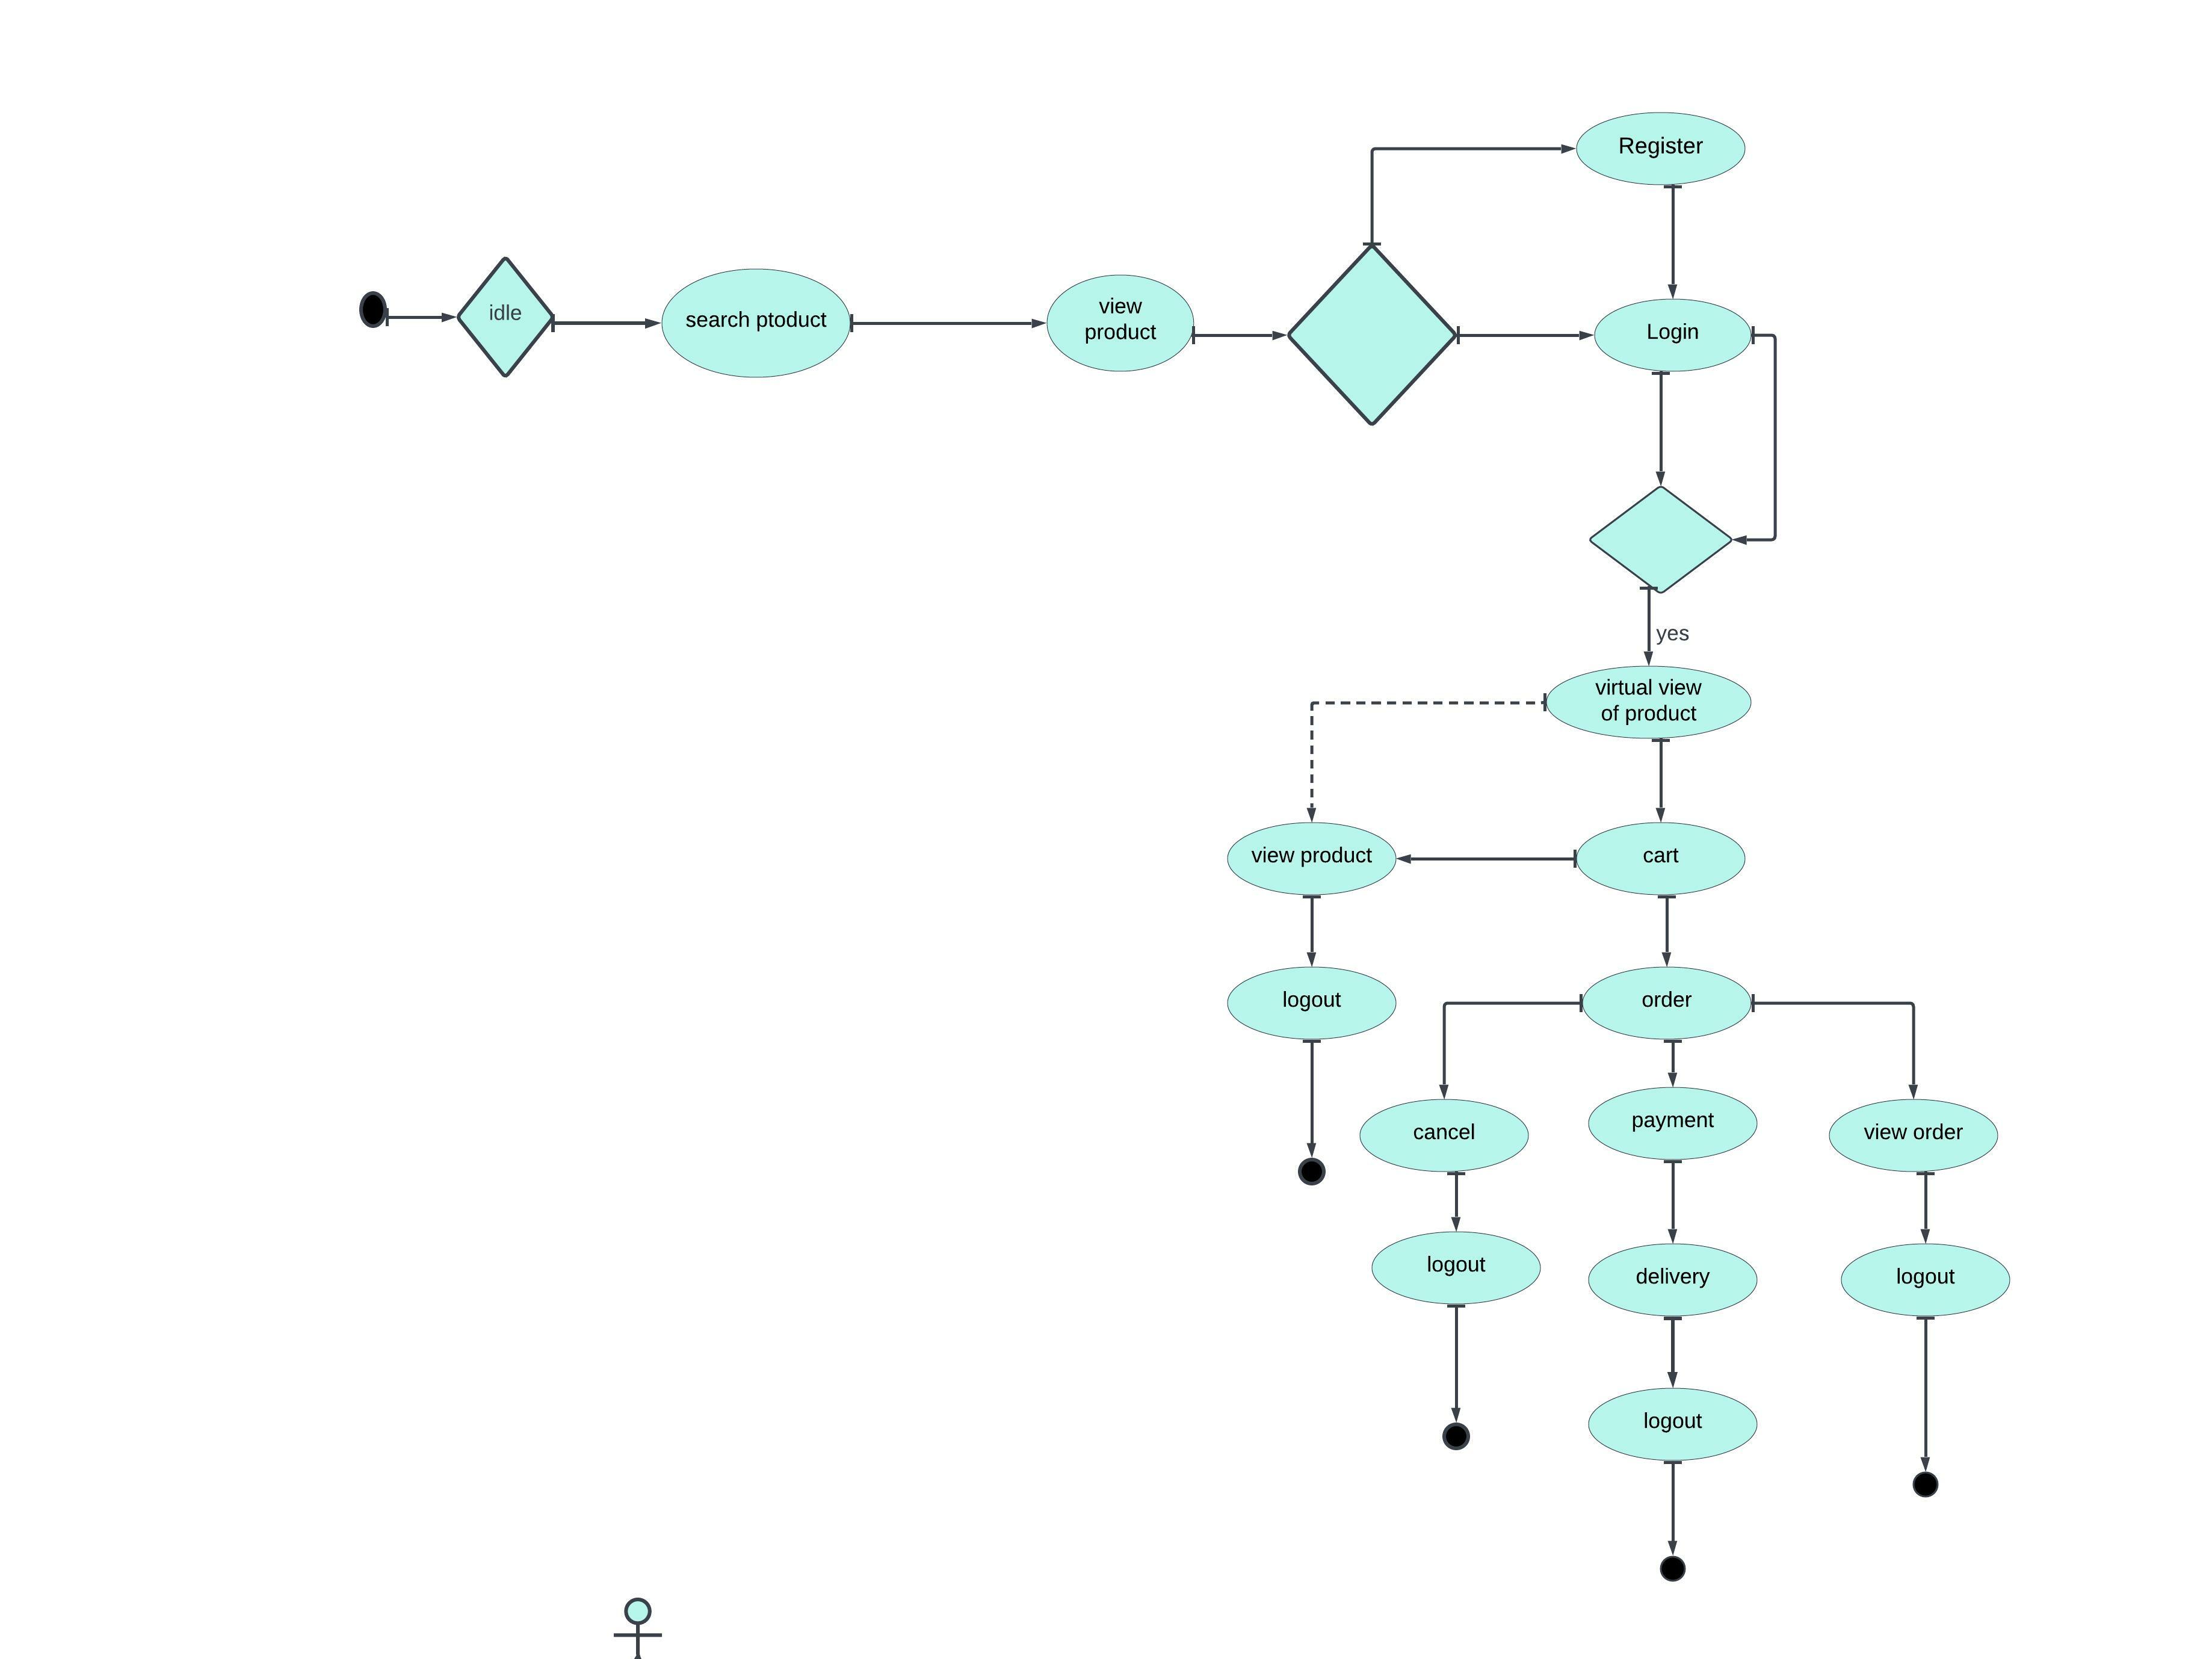 Register
idle
search ptoduct
view
product
Login
yes
virtual view
of product
view product
cart
logout
order
cancel
payment
view order
logout
delivery
logout
logout